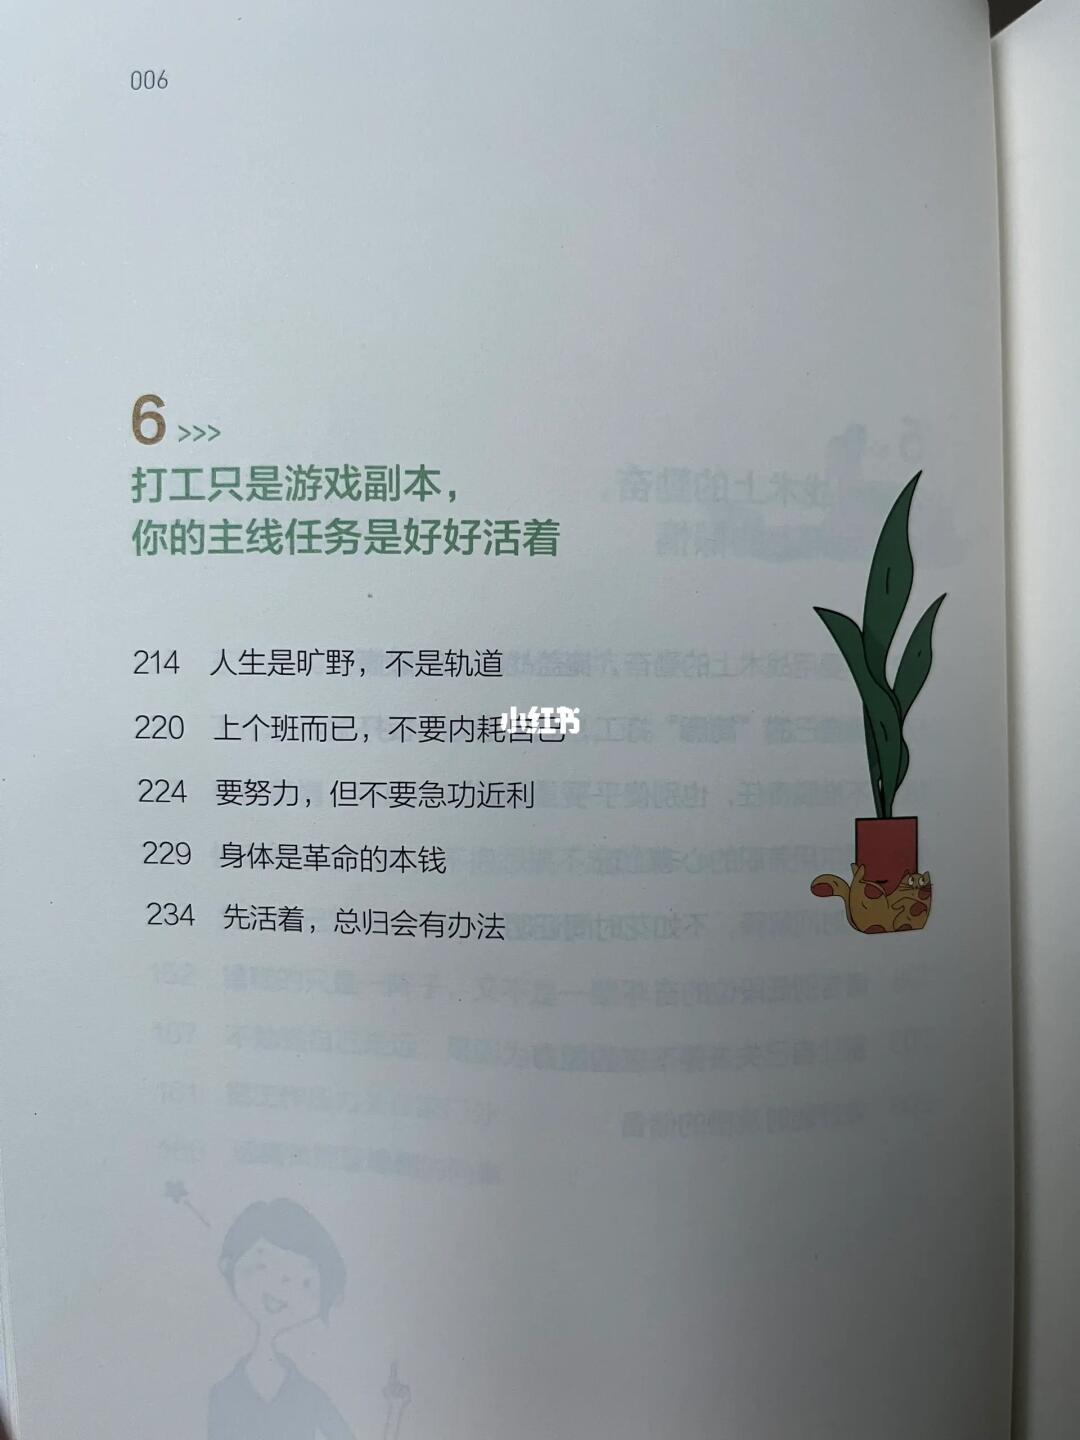 006
6 >>>
打工只是游戏副本，
你的主线任务是好好活着
214 人生是旷野，不是轨道
220 上个班而已，不要内耗自己
小红书
224 要努力，但不要急功近利
229 身体是革命的本钱
234 先活着，总归会有办法